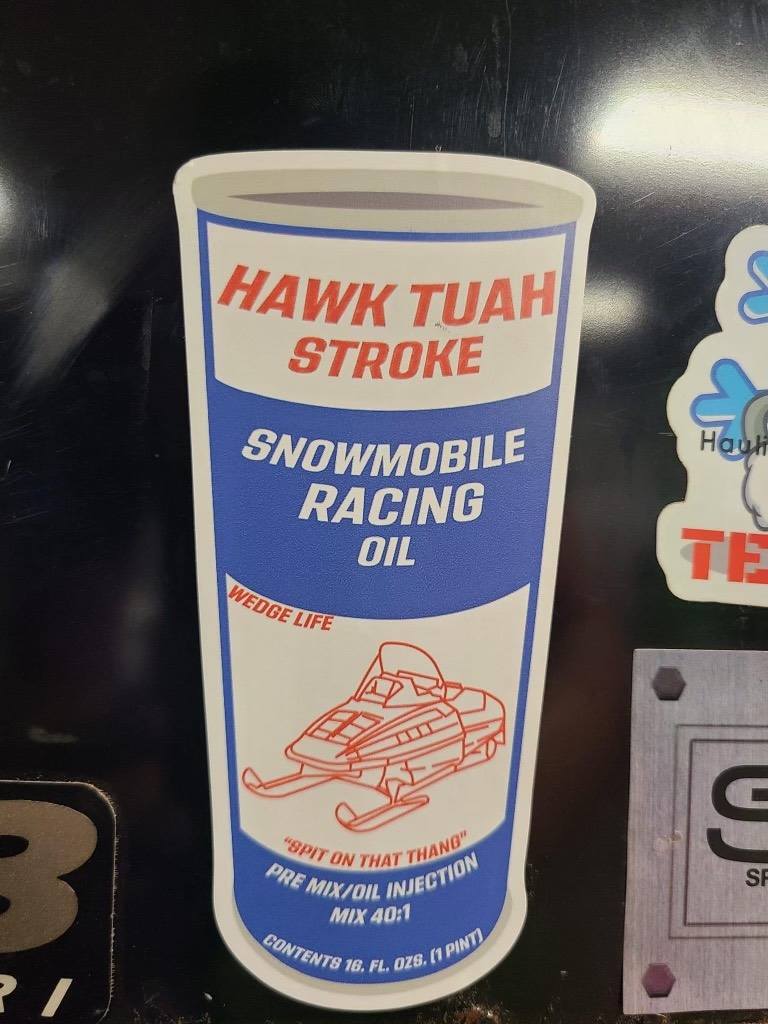 HAWK TUAH
STROKE
SNOWMOBILE
RACING
OIL
WEDGE LIFE
"SPIT ON THAT THANG"
PRE MIX/OIL INJECTION
MIX 40:1
CONTENTS 16. FL. OZS. (1 PINT)